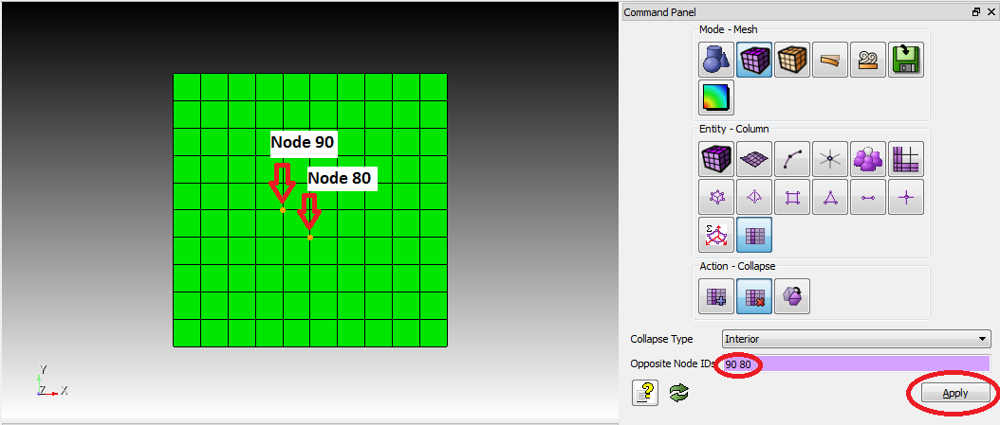 Command Panel
Mode - Mesh
Entity - Column
Node 90
Node 80
Action - Collapse
Collapse Type
Interior
Opposite Node IDs
90 80
Apply
Y
Z
X